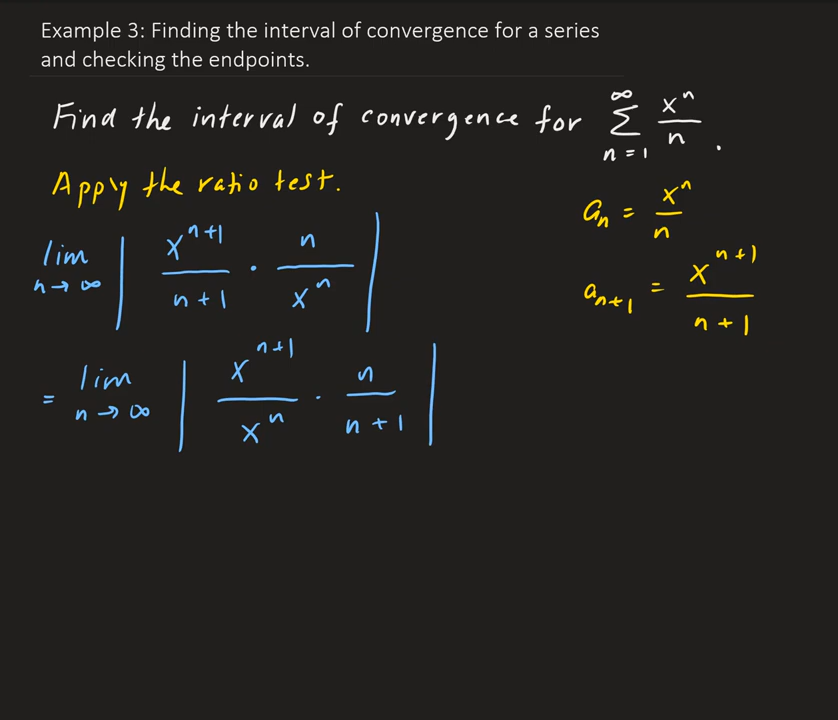 Example 3: Finding the interval of convergence for a series
and checking the endpoints.
Find the interval of convergence for ∑_{n=1}^{∞} x^n/n .
Apply the ratio test.
a_n = x^n/n
lim_{n→∞} | x^{n+1}/(n+1) · n/x^n |
a_{n+1} = x^{n+1}/(n+1)
= lim_{n→∞} | x^{n+1}/x^n · n/(n+1) |